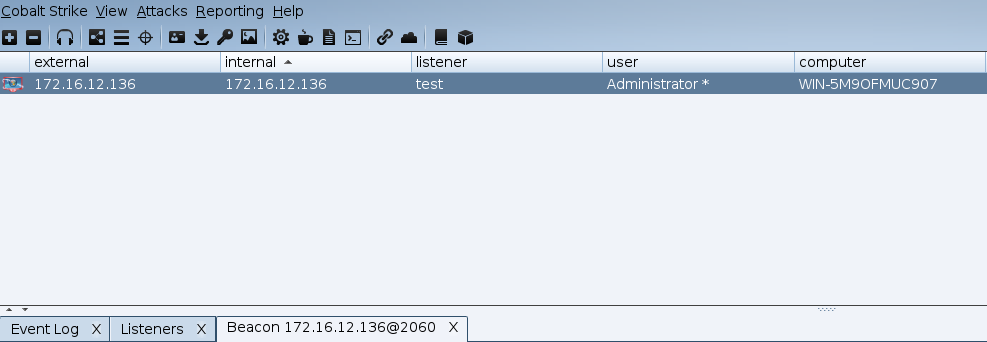 Cobalt Strike View Attacks Reporting Help
external internal listener user computer
172.16.12.136 172.16.12.136 test Administrator * WIN-5M9OFMUC907
Event Log X Listeners X Beacon 172.16.12.136@2060 X